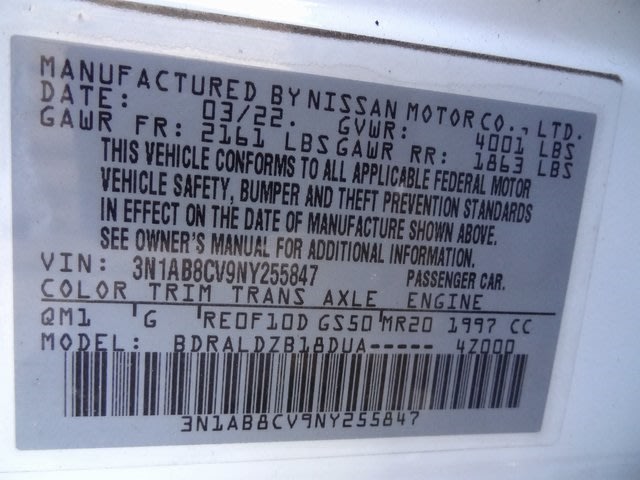 MANUFACTURED BY NISSAN MOTOR CO., LTD.
DATE: 03/22. GVWR: 4001 LBS
GAWR FR: 2161 LBS GAWR RR: 1863 LBS
THIS VEHICLE CONFORMS TO ALL APPLICABLE FEDERAL MOTOR
VEHICLE SAFETY, BUMPER AND THEFT PREVENTION STANDARDS
IN EFFECT ON THE DATE OF MANUFACTURE SHOWN ABOVE.
SEE OWNER'S MANUAL FOR ADDITIONAL INFORMATION.
VIN: 3N1AB8CV9NY255847 PASSENGER CAR.
COLOR TRIM TRANS AXLE ENGINE
QM1 G RE0F10D GS50 MR20 1997 CC
MODEL: BDRALDZB18DUA----- 4Z000
3N1AB8CV9NY255847